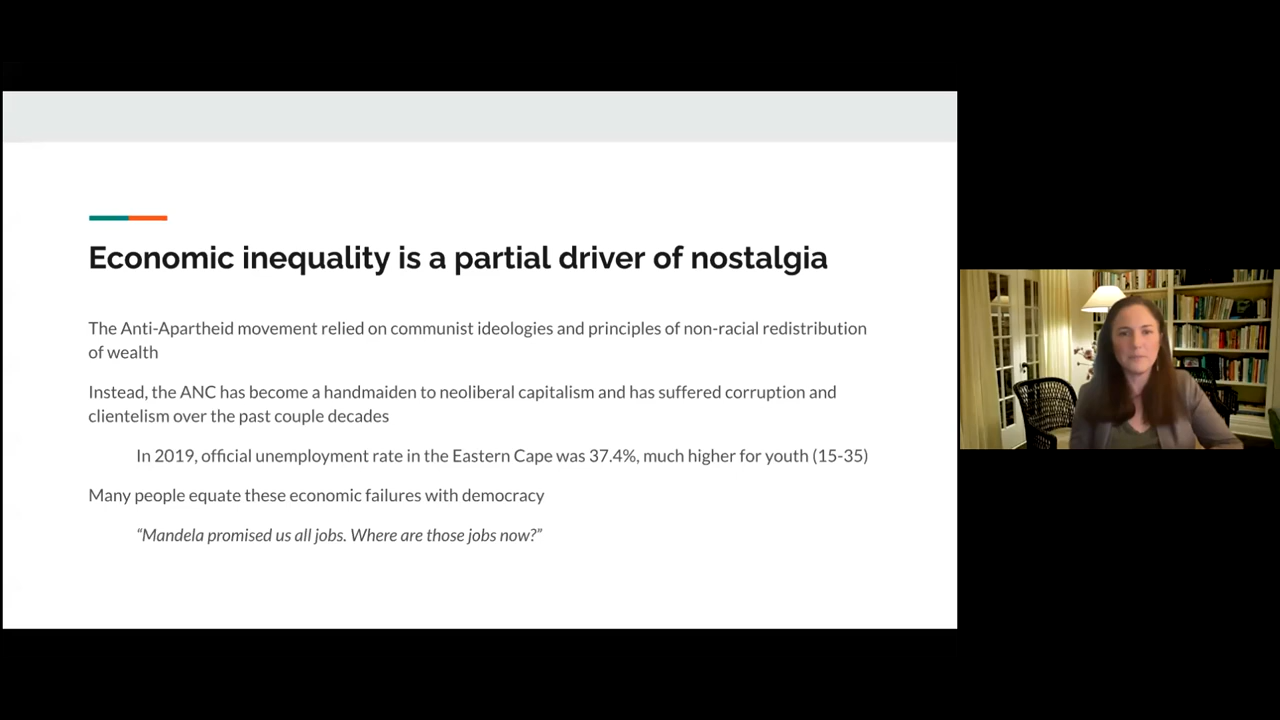 Economic inequality is a partial driver of nostalgia
The Anti-Apartheid movement relied on communist ideologies and principles of non-racial redistribution
of wealth
Instead, the ANC has become a handmaiden to neoliberal capitalism and has suffered corruption and
clientelism over the past couple decades
In 2019, official unemployment rate in the Eastern Cape was 37.4%, much higher for youth (15-35)
Many people equate these economic failures with democracy
“Mandela promised us all jobs. Where are those jobs now?”